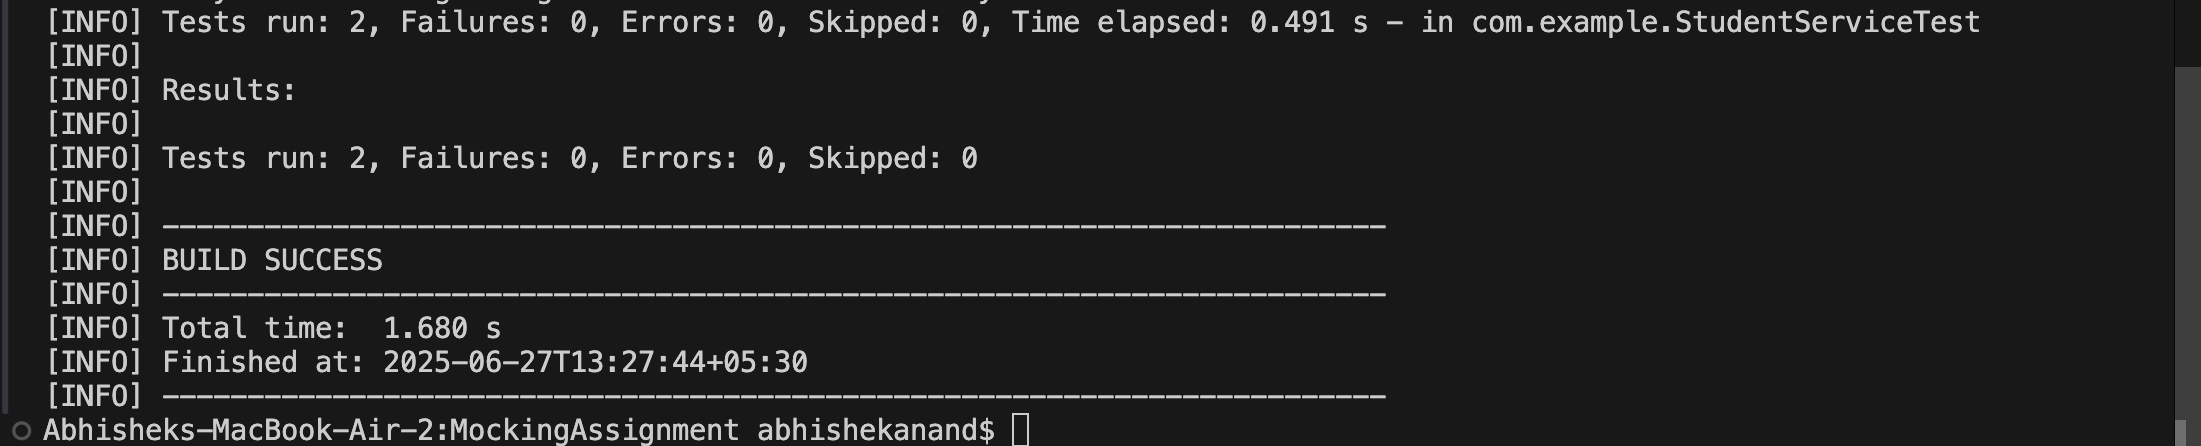 [INFO] Tests run: 2, Failures: 0, Errors: 0, Skipped: 0, Time elapsed: 0.491 s - in com.example.StudentServiceTest
[INFO]
[INFO] Results:
[INFO]
[INFO] Tests run: 2, Failures: 0, Errors: 0, Skipped: 0
[INFO]
[INFO] ------------------------------------------------------------------------
[INFO] BUILD SUCCESS
[INFO] ------------------------------------------------------------------------
[INFO] Total time:  1.680 s
[INFO] Finished at: 2025-06-27T13:27:44+05:30
[INFO] ------------------------------------------------------------------------
Abhisheks-MacBook-Air-2:MockingAssignment abhishekanand$